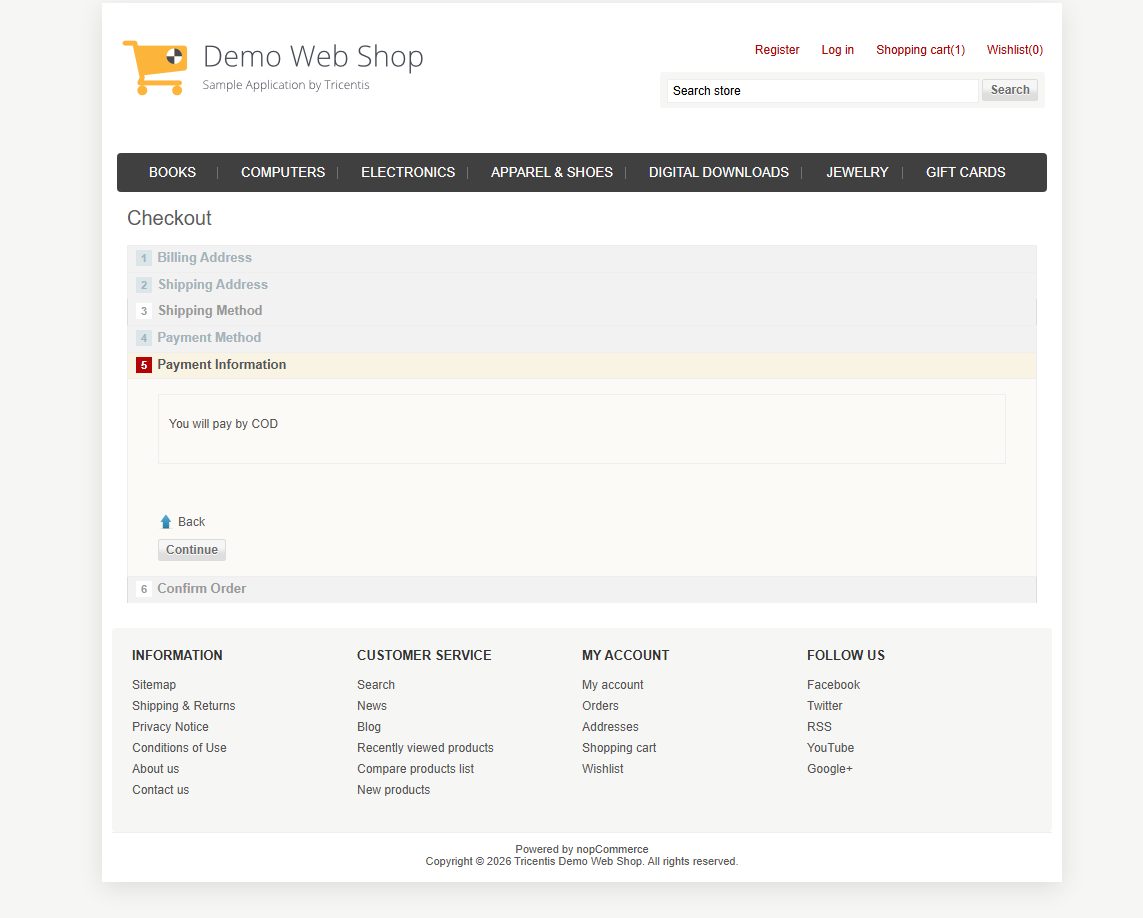 Demo Web Shop
Sample Application by Tricentis
Register Log in Shopping cart(1) Wishlist(0)
Search store Search
BOOKS COMPUTERS ELECTRONICS APPAREL & SHOES DIGITAL DOWNLOADS JEWELRY GIFT CARDS
Checkout
1 Billing Address
2 Shipping Address
3 Shipping Method
4 Payment Method
5 Payment Information
You will pay by COD
Back
Continue
6 Confirm Order
INFORMATION
Sitemap
Shipping & Returns
Privacy Notice
Conditions of Use
About us
Contact us
CUSTOMER SERVICE
Search
News
Blog
Recently viewed products
Compare products list
New products
MY ACCOUNT
My account
Orders
Addresses
Shopping cart
Wishlist
FOLLOW US
Facebook
Twitter
RSS
YouTube
Google+
Powered by nopCommerce
Copyright © 2026 Tricentis Demo Web Shop. All rights reserved.